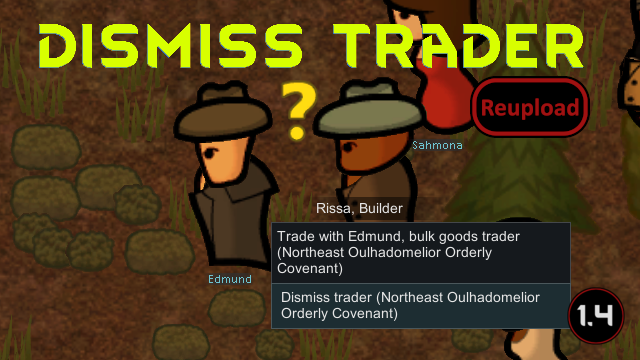 DISMISS TRADER
?
Reupload
Sahmona
Rissa, Builder
Trade with Edmund, bulk goods trader
(Northeast Oulhadomelior Orderly
Covenant)
Edmund
Dismiss trader (Northeast Oulhadomelior
Orderly Covenant)
1.4